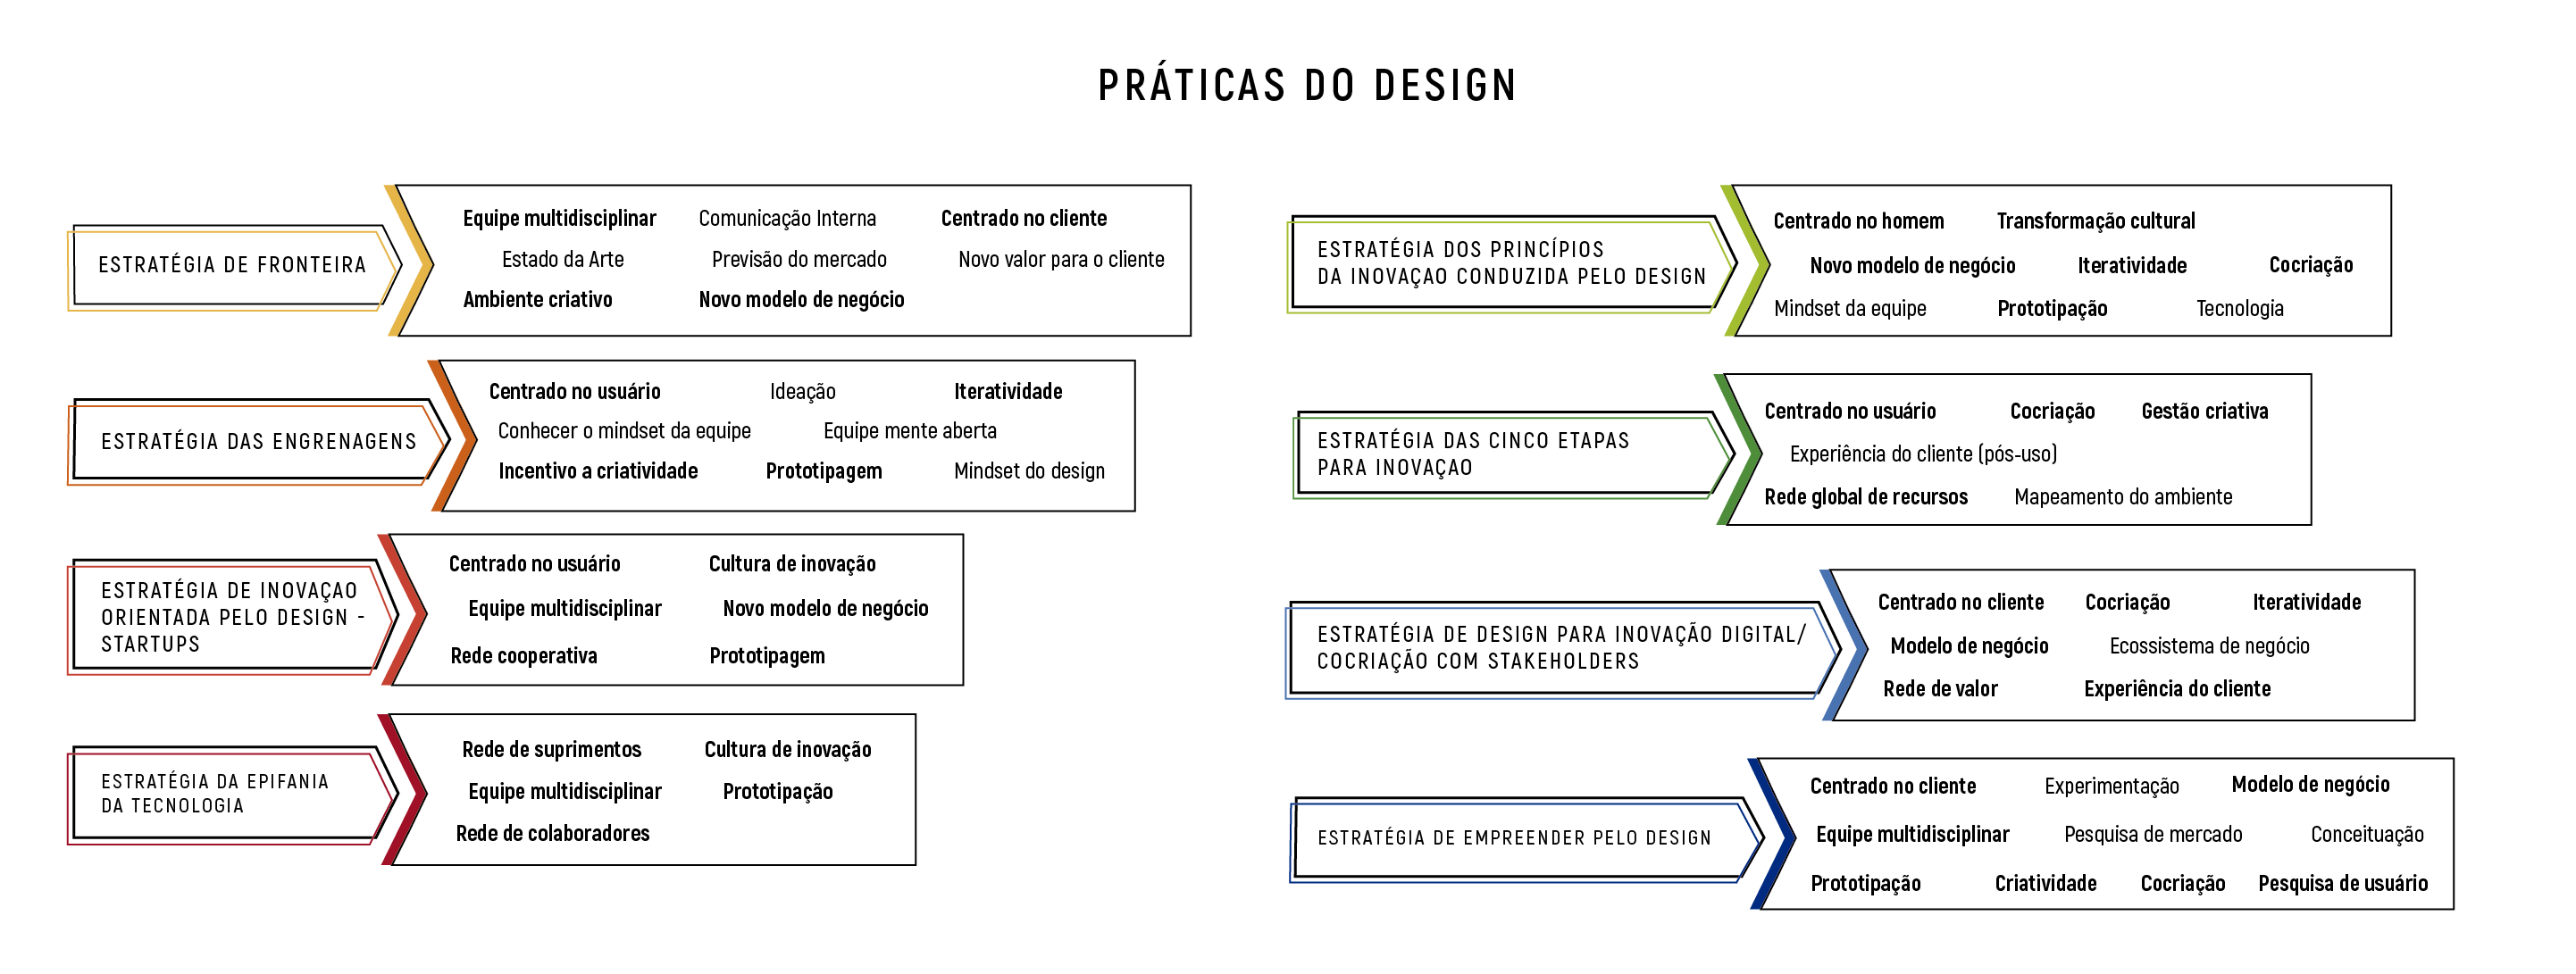 PRÁTICAS DO DESIGN
ESTRATÉGIA DE FRONTEIRA
Equipe multidisciplinar Comunicação Interna Centrado no cliente
Estado da Arte Previsão do mercado Novo valor para o cliente
Ambiente criativo Novo modelo de negócio
ESTRATÉGIA DAS ENGRENAGENS
Centrado no usuário Ideação Iteratividade
Conhecer o mindset da equipe Equipe mente aberta
Incentivo a criatividade Prototipagem Mindset do design
ESTRATÉGIA DE INOVAÇAO
ORIENTADA PELO DESIGN -
STARTUPS
Centrado no usuário Cultura de inovação
Equipe multidisciplinar Novo modelo de negócio
Rede cooperativa Prototipagem
ESTRATÉGIA DA EPIFANIA
DA TECNOLOGIA
Rede de suprimentos Cultura de inovação
Equipe multidisciplinar Prototipação
Rede de colaboradores
ESTRATÉGIA DOS PRINCÍPIOS
DA INOVAÇAO CONDUZIDA PELO DESIGN
Centrado no homem Transformação cultural
Novo modelo de negócio Iteratividade Cocriação
Mindset da equipe Prototipação Tecnologia
ESTRATÉGIA DAS CINCO ETAPAS
PARA INOVAÇAO
Centrado no usuário Cocriação Gestão criativa
Experiência do cliente (pós-uso)
Rede global de recursos Mapeamento do ambiente
ESTRATÉGIA DE DESIGN PARA INOVAÇÃO DIGITAL/
COCRIAÇÃO COM STAKEHOLDERS
Centrado no cliente Cocriação Iteratividade
Modelo de negócio Ecossistema de negócio
Rede de valor Experiência do cliente
ESTRATÉGIA DE EMPREENDER PELO DESIGN
Centrado no cliente Experimentação Modelo de negócio
Equipe multidisciplinar Pesquisa de mercado Conceituação
Prototipação Criatividade Cocriação Pesquisa de usuário